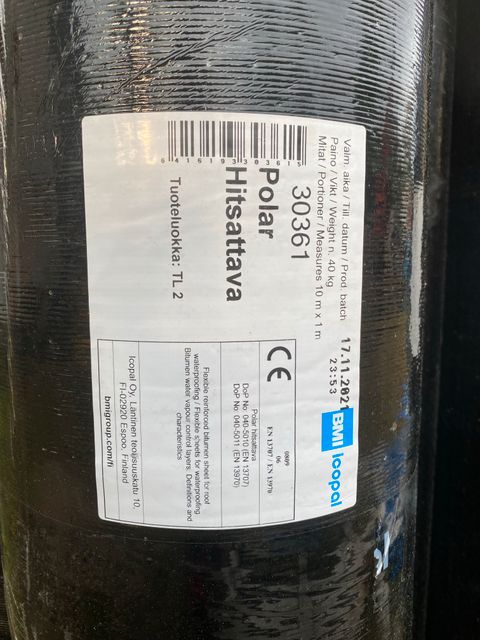 Valm. aika / Till. datum / Prod. batch 17.11.2021
23:53
Paino / Vikt / Weight n. 40 kg
Mitat / Portioner / Measures 10 m x 1 m
BMI Icopal
30361
Polar
Hitsattava
6416193303615
Tuoteluokka: TL 2
CE
0809
06
EN 13707 / EN 13970
Polar hitsattava
DoP No. 040-5010 (EN 13707)
DoP No. 040-5011 (EN 13970)
Flexible reinforced bitumen sheet for roof
waterproofing / Flexible sheets for waterproofing
Bitumen water vapour control layers. Definitions and
characteristics
Icopal Oy, Läntinen teollisuuskatu 10,
FI-02920 Espoo, Finland
bmigroup.com/fi